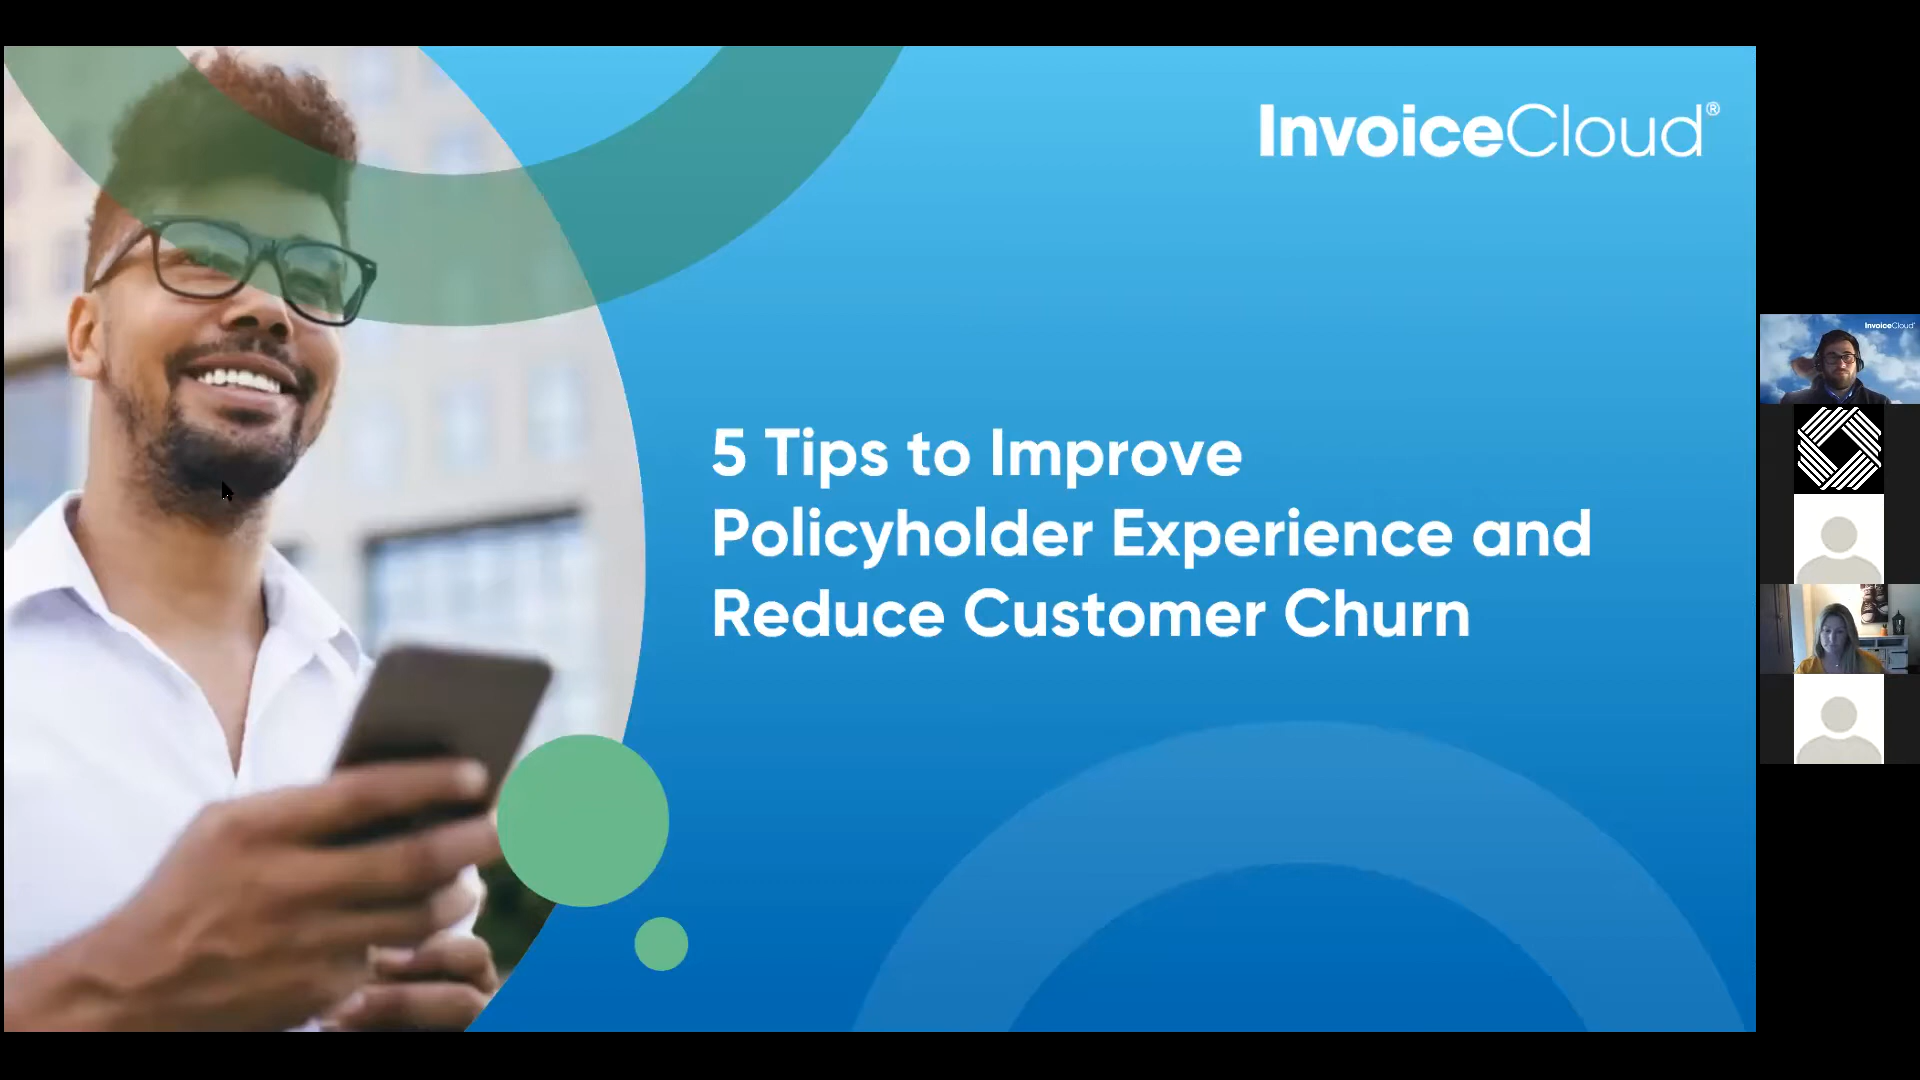 InvoiceCloud®
5 Tips to Improve
Policyholder Experience and
Reduce Customer Churn
InvoiceCloud®